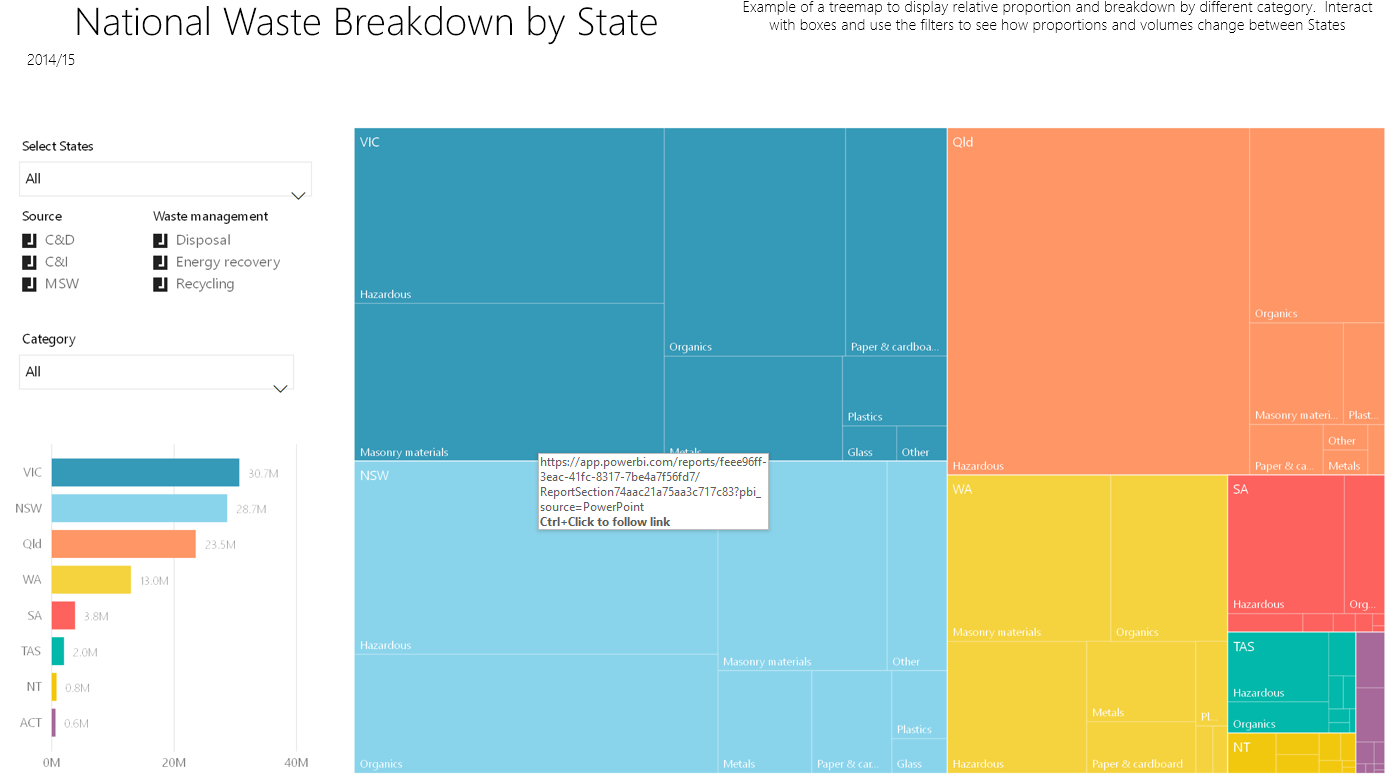 National Waste Breakdown by State
Example of a treemap to display relative proportion and breakdown by different category. Interact
with boxes and use the filters to see how proportions and volumes change between States
2014/15
Select States
All
Source
C&D
C&I
MSW
Waste management
Disposal
Energy recovery
Recycling
Category
All
VIC
30.7M
NSW
28.7M
Qld
23.5M
WA
13.0M
SA
3.8M
TAS
2.0M
NT
0.8M
ACT
0.6M
0M
20M
40M
VIC
Hazardous
Masonry materials
Organics
Paper & cardboa...
Metals
Plastics
Glass
Other
NSW
Hazardous
Organics
Masonry materials
Other
Metals
Paper & car...
Plastics
Glass
https://app.powerbi.com/reports/feee96ff-
3eac-41fc-8317-7be4a7f56fd7/
ReportSection74aac21a75aa3c717c83?pbi_
source=PowerPoint
Ctrl+Click to follow link
Qld
Hazardous
Organics
Masonry materi...
Plast...
Paper & ca...
Other
Metals
WA
Masonry materials
Organics
Hazardous
Metals
Paper & cardboard
Pl...
SA
Hazardous
Org...
TAS
Hazardous
Organics
NT